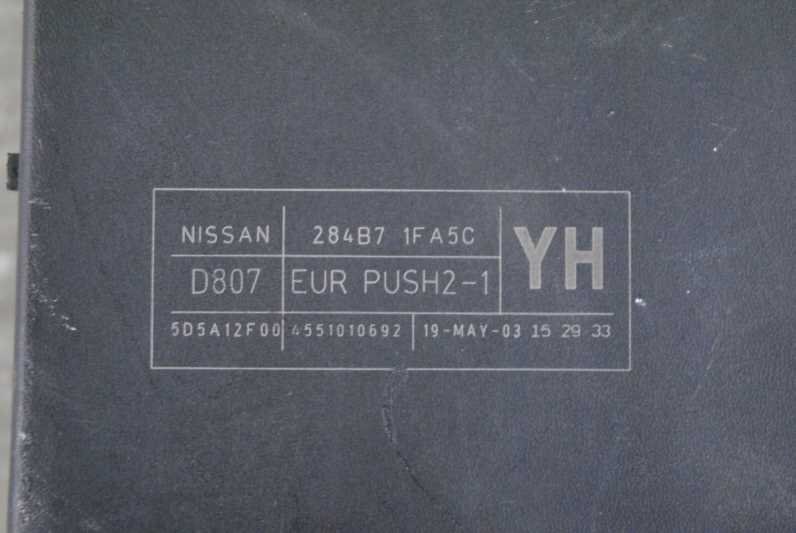 NISSAN 284B7 1FA5C YH
D807 EUR PUSH2-1
5D5A12F00 4551010692 19-MAY-03 15 29 33